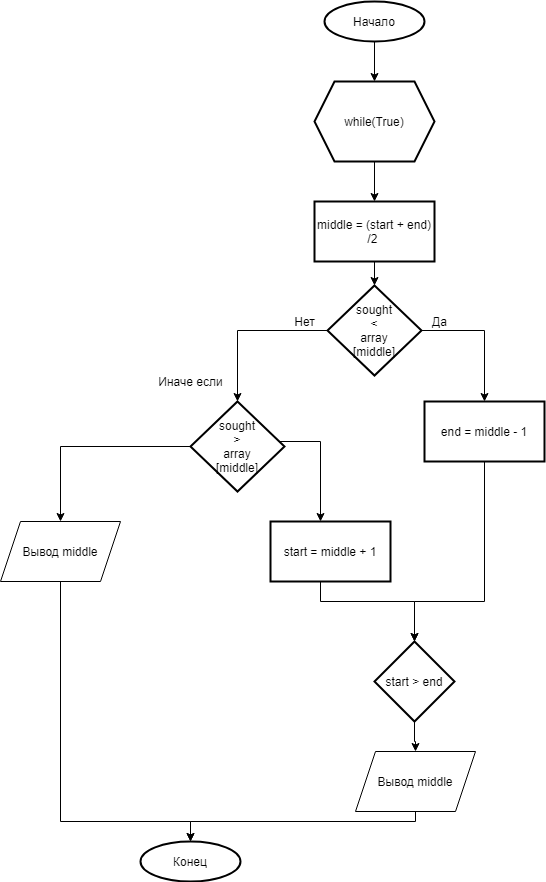 Начало
while(True)
middle = (start + end)
/2
sought
<
array
[middle]
Нет
Да
Иначе если
sought
>
array
[middle]
end = middle - 1
Вывод middle
start = middle + 1
start > end
Вывод middle
Конец